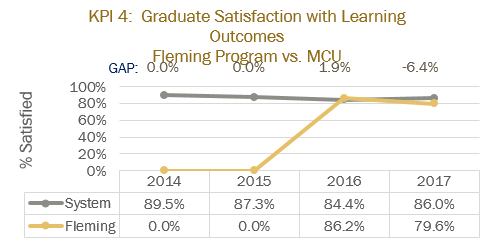 KPI 4:  Graduate Satisfaction with Learning
Outcomes
Fleming Program vs. MCU
GAP: 0.0% 0.0% 1.9% -6.4%
% Satisfied
100%
80%
60%
40%
20%
0%
2014 2015 2016 2017
System 89.5% 87.3% 84.4% 86.0%
Fleming 0.0% 0.0% 86.2% 79.6%